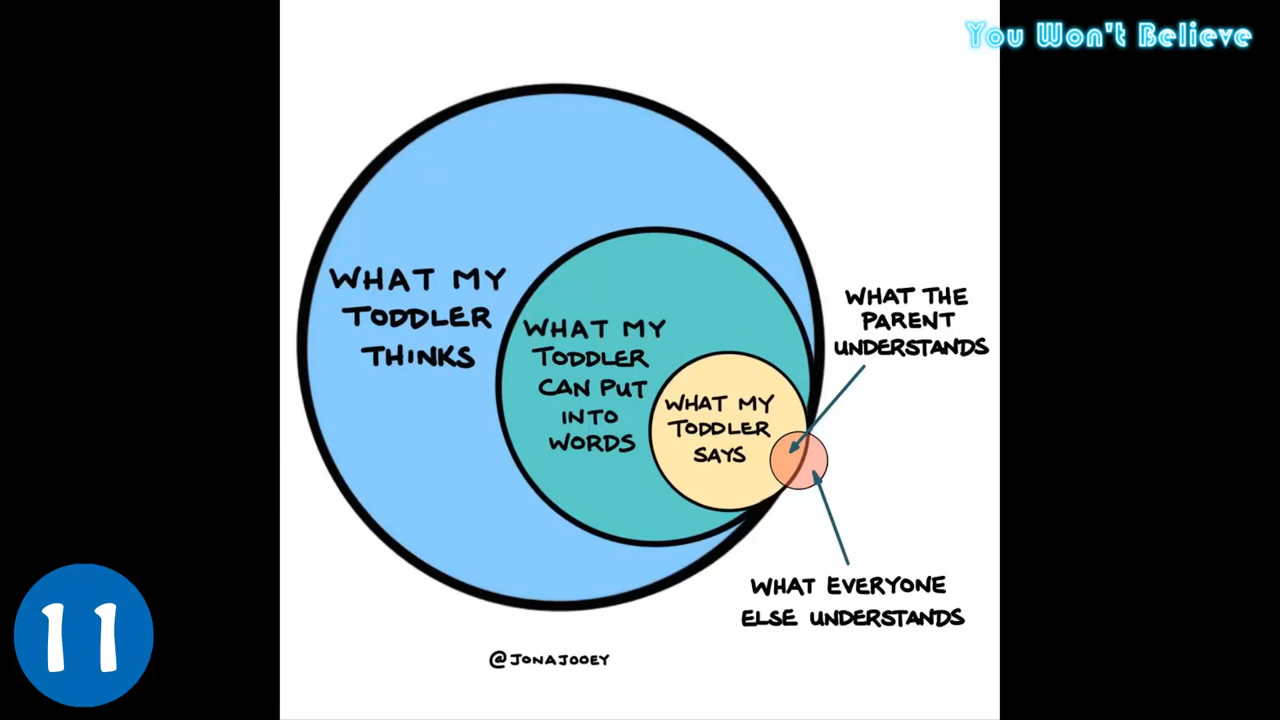 You Won't Believe
WHAT MY
TODDLER
THINKS
WHAT MY
TODDLER
CAN PUT
INTO
WORDS
WHAT MY
TODDLER
SAYS
WHAT THE
PARENT
UNDERSTANDS
WHAT EVERYONE
ELSE UNDERSTANDS
@JONAJOOEY
11